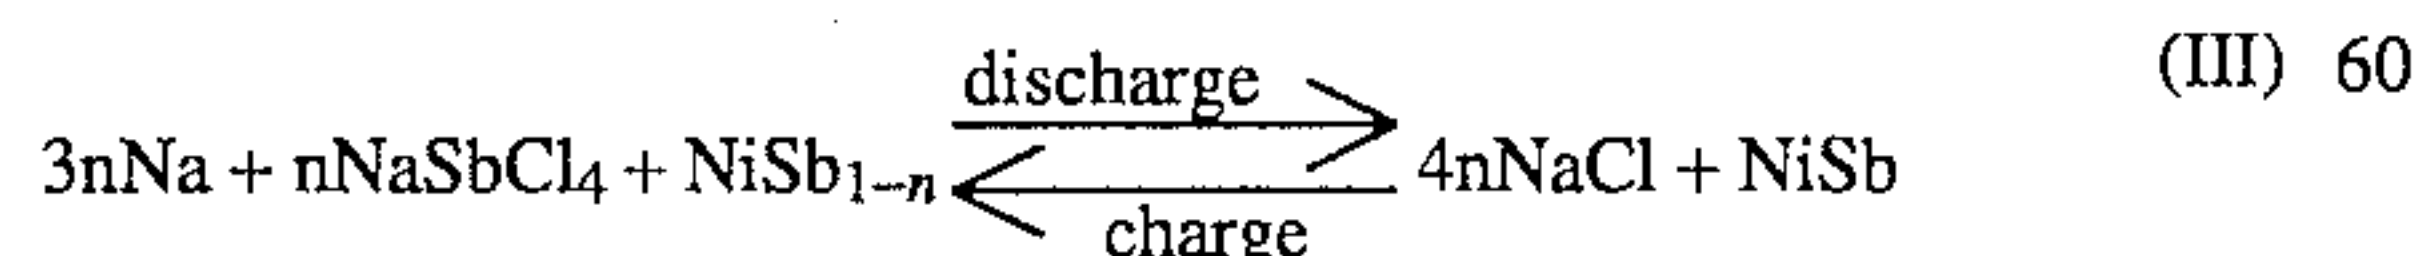 (III) 60
discharge
3nNa + nNaSbCl₄ + NiSb₁₋ₙ ⇄ 4nNaCl + NiSb
charge